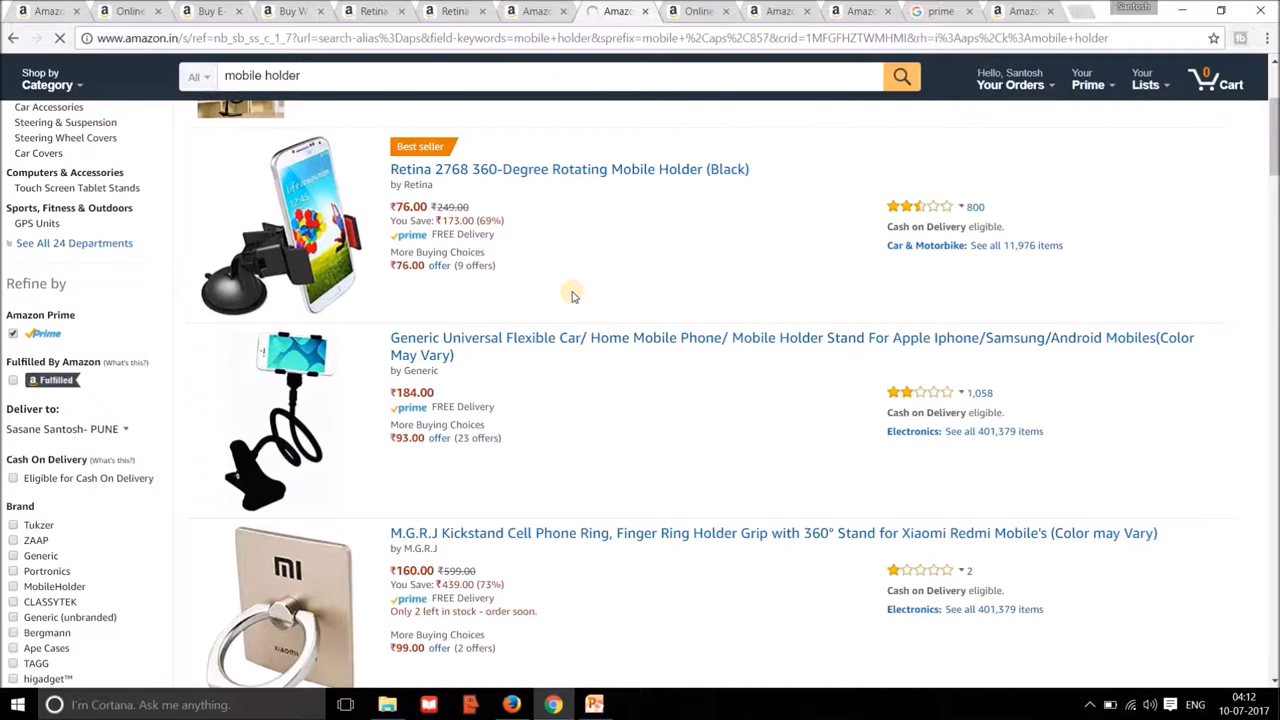 Amazo
Online
Buy E-
Buy W
Retina
Retina
Amazo
Amazo
Online
Amazo
Amazo
prime
Amazo
Santosh
www.amazon.in/s/ref=nb_sb_ss_c_1_7?url=search-alias%3Daps&field-keywords=mobile+holder&sprefix=mobile+%2Caps%2C857&crid=1MFGFHZTWMHMI&rh=i%3Aaps%2Ck%3Amobile+holder
Shop by
Category
All
mobile holder
Hello, Santosh
Your Orders
Your
Prime
Your
Lists
0
Cart
Car Accessories
Steering & Suspension
Steering Wheel Covers
Car Covers
Computers & Accessories
Touch Screen Tablet Stands
Sports, Fitness & Outdoors
GPS Units
See All 24 Departments
Refine by
Amazon Prime
Prime
Fulfilled By Amazon (What's this?)
Fulfilled
Deliver to:
Sasane Santosh- PUNE
Cash On Delivery (What's this?)
Eligible for Cash On Delivery
Brand
Tukzer
ZAAP
Generic
Portronics
MobileHolder
CLASSYTEK
Generic (unbranded)
Bergmann
Ape Cases
TAGG
higadget™
Best seller
Retina 2768 360-Degree Rotating Mobile Holder (Black)
by Retina
₹76.00 ₹249.00
You Save: ₹173.00 (69%)
prime FREE Delivery
More Buying Choices
₹76.00 offer (9 offers)
800
Cash on Delivery eligible.
Car & Motorbike: See all 11,976 items
Generic Universal Flexible Car/ Home Mobile Phone/ Mobile Holder Stand For Apple Iphone/Samsung/Android Mobiles(Color
May Vary)
by Generic
₹184.00
prime FREE Delivery
More Buying Choices
₹93.00 offer (23 offers)
1,058
Cash on Delivery eligible.
Electronics: See all 401,379 items
M.G.R.J Kickstand Cell Phone Ring, Finger Ring Holder Grip with 360° Stand for Xiaomi Redmi Mobile's (Color may Vary)
by M.G.R.J
₹160.00 ₹599.00
You Save: ₹439.00 (73%)
prime FREE Delivery
Only 2 left in stock - order soon.
More Buying Choices
₹99.00 offer (2 offers)
2
Cash on Delivery eligible.
Electronics: See all 401,379 items
MI
XIAOMI
I'm Cortana. Ask me anything.
ENG
04:12
10-07-2017